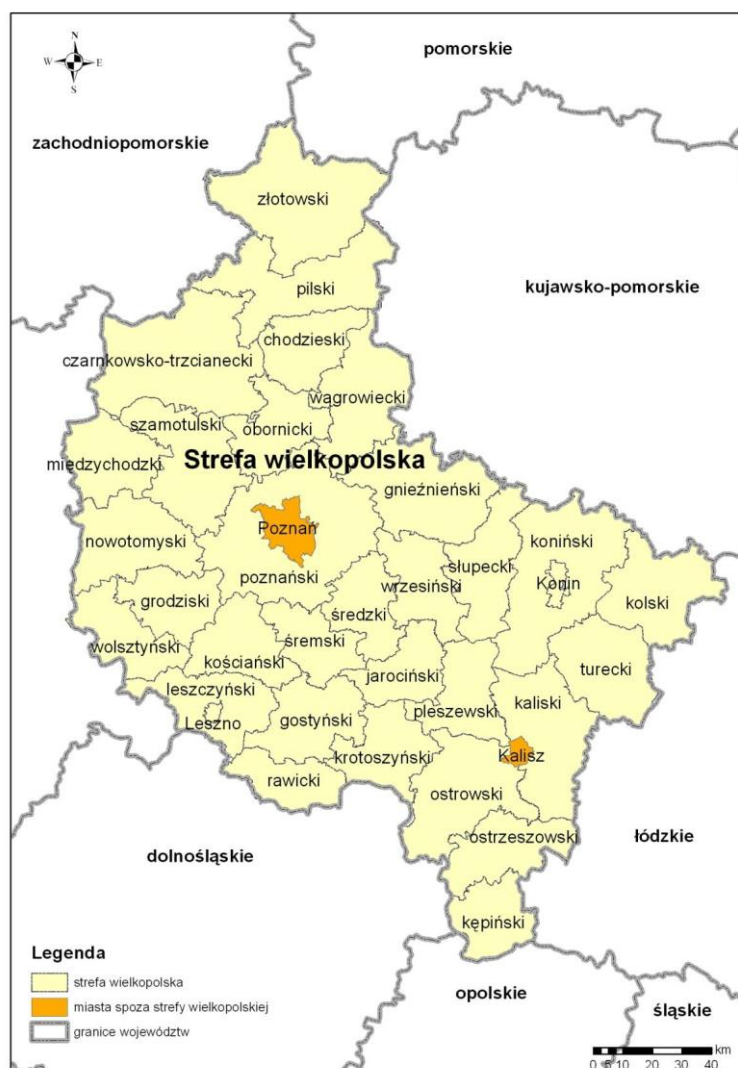 N
W E
S
pomorskie
zachodniopomorskie
złotowski
kujawsko-pomorskie
pilski
chodzieski
czarnkowsko-trzcianecki
wągrowiecki
szamotulski
obornicki
międzychodzki
Strefa wielkopolska
gnieźnieński
Poznań
nowotomyski
koniński
słupecki
poznański
wrzesiński
Konin
grodziski
kolski
średzki
wolsztyński
śremski
kościański
jarociński
turecki
leszczyński
kaliski
Leszno
gostyński
pleszewski
krotoszyński
Kalisz
rawicki
ostrowski
ostrzeszowski
łódzkie
dolnośląskie
kępiński
Legenda
strefa wielkopolska
miasta spoza strefy wielkopolskiej
granice województw
opolskie
śląskie
km
0 5 10 20 30 40